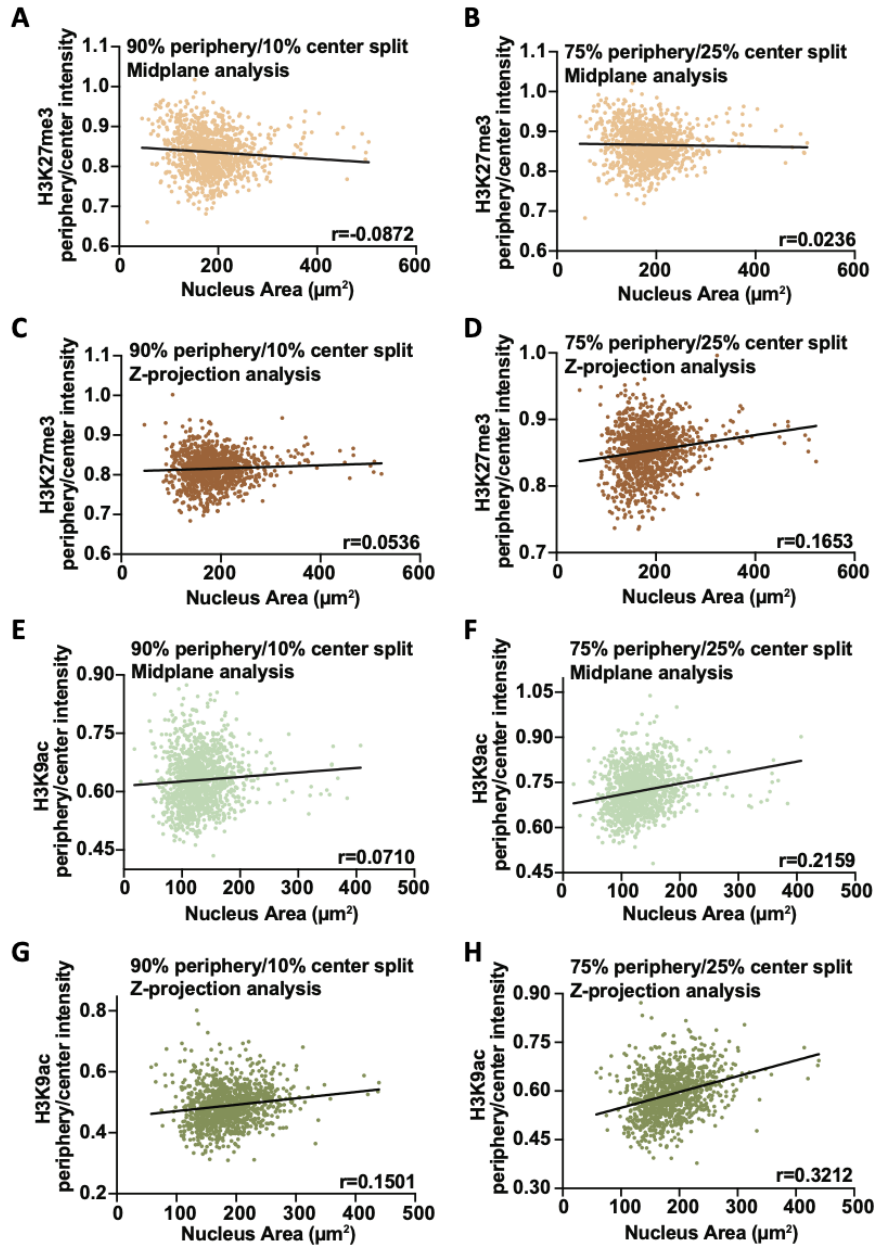 A
90% periphery/10% center split
Midplane analysis
H3K27me3
periphery/center intensity
1.1
1.0
0.9
0.8
0.7
0.6
r=-0.0872
0 200 400 600
Nucleus Area (µm²)
B
75% periphery/25% center split
Midplane analysis
H3K27me3
periphery/center intensity
1.1
1.0
0.9
0.8
0.7
0.6
r=0.0236
0 200 400 600
Nucleus Area (µm²)
C
90% periphery/10% center split
Z-projection analysis
H3K27me3
periphery/center intensity
1.1
1.0
0.9
0.8
0.7
0.6
r=0.0536
0 200 400 600
Nucleus Area (µm²)
D
75% periphery/25% center split
Z-projection analysis
H3K27me3
periphery/center intensity
1.0
0.9
0.8
0.7
r=0.1653
0 200 400 600
Nucleus Area (µm²)
E
90% periphery/10% center split
Midplane analysis
H3K9ac
periphery/center intensity
0.90
0.75
0.60
0.45
r=0.0710
0 100 200 300 400 500
Nucleus Area (µm²)
F
75% periphery/25% center split
Midplane analysis
H3K9ac
periphery/center intensity
1.05
0.90
0.75
0.60
0.45
r=0.2159
0 100 200 300 400 500
Nucleus Area (µm²)
G
90% periphery/10% center split
Z-projection analysis
H3K9ac
periphery/center intensity
0.8
0.6
0.4
0.2
r=0.1501
0 100 200 300 400 500
Nucleus Area (µm²)
H
75% periphery/25% center split
Z-projection analysis
H3K9ac
periphery/center intensity
0.90
0.75
0.60
0.45
0.30
r=0.3212
0 100 200 300 400 500
Nucleus Area (µm²)